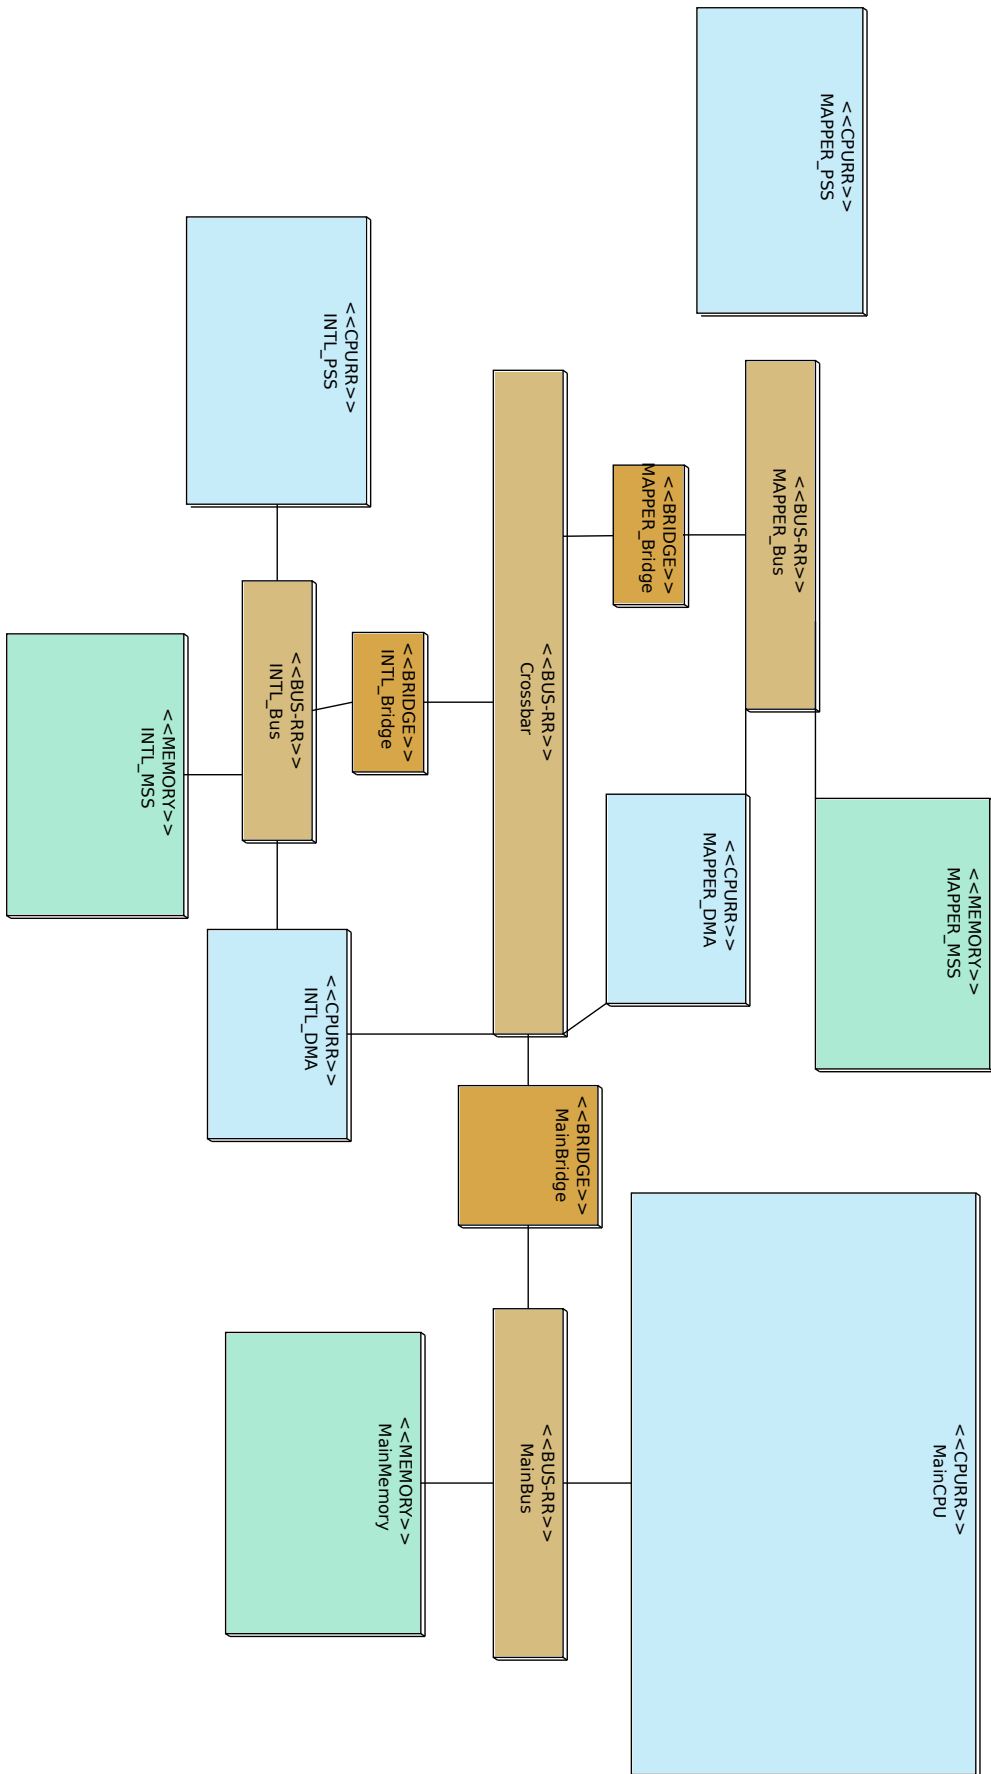 <<CPURR>>
MAPPER_PSS
<<CPURR>>
INTL_PSS
<<BUS-RR>>
MAPPER_Bus
<<BRIDGE>>
MAPPER_Bridge
<<BUS-RR>>
Crossbar
<<BRIDGE>>
INTL_Bridge
<<BUS-RR>>
INTL_Bus
<<MEMORY>>
INTL_MSS
<<CPURR>>
MAPPER_DMA
<<MEMORY>>
MAPPER_MSS
<<CPURR>>
INTL_DMA
<<BRIDGE>>
MainBridge
<<BUS-RR>>
MainBus
<<MEMORY>>
MainMemory
<<CPURR>>
MainCPU